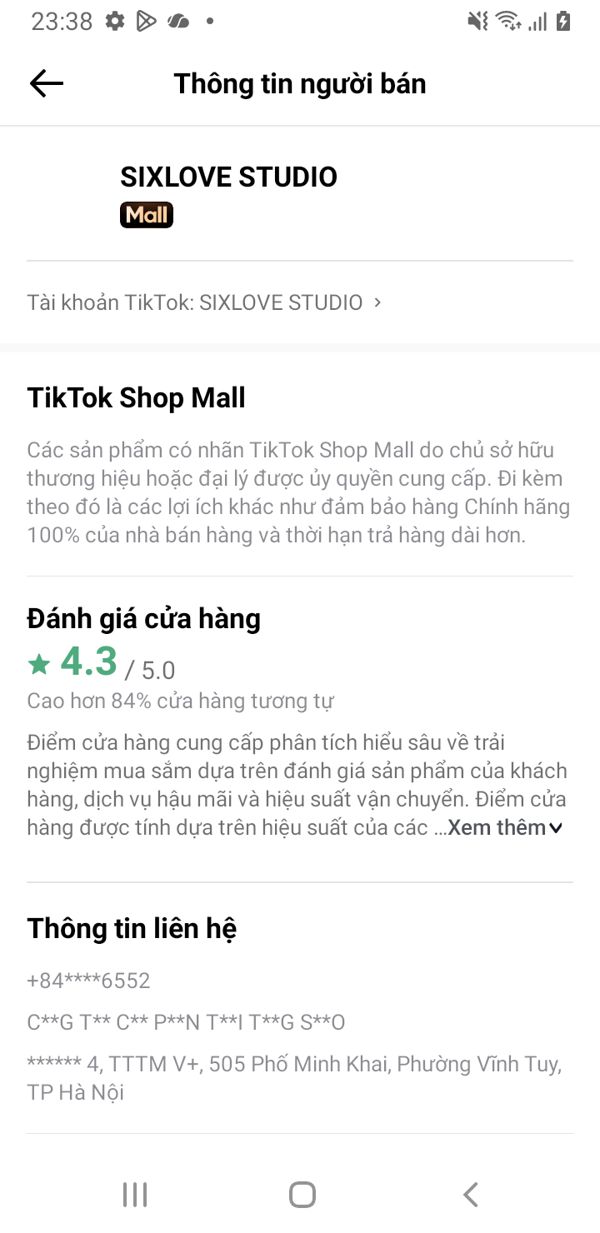 23:38
Thông tin người bán
SIXLOVE STUDIO
Mall
Tài khoản TikTok: SIXLOVE STUDIO >
TikTok Shop Mall
Các sản phẩm có nhãn TikTok Shop Mall do chủ sở hữu
thương hiệu hoặc đại lý được ủy quyền cung cấp. Đi kèm
theo đó là các lợi ích khác như đảm bảo hàng Chính hãng
100% của nhà bán hàng và thời hạn trả hàng dài hơn.
Đánh giá cửa hàng
4.3 / 5.0
Cao hơn 84% cửa hàng tương tự
Điểm cửa hàng cung cấp phân tích hiểu sâu về trải
nghiệm mua sắm dựa trên đánh giá sản phẩm của khách
hàng, dịch vụ hậu mãi và hiệu suất vận chuyển. Điểm cửa
hàng được tính dựa trên hiệu suất của các ...Xem thêm
Thông tin liên hệ
+84****6552
C**G T** C** P**N T**I T**G S**O
****** 4, TTTM V+, 505 Phố Minh Khai, Phường Vĩnh Tuy,
TP Hà Nội